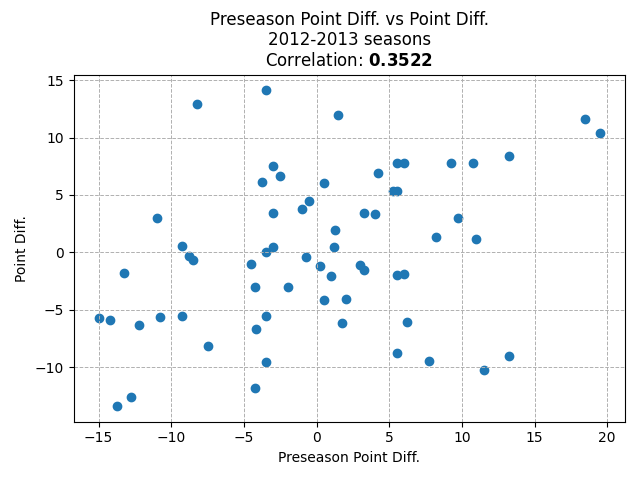 Preseason Point Diff. vs Point Diff.
2012-2013 seasons
Correlation: 0.3522
15
10
5
0
−5
−10
Point Diff.
−15 −10 −5 0 5 10 15 20
Preseason Point Diff.